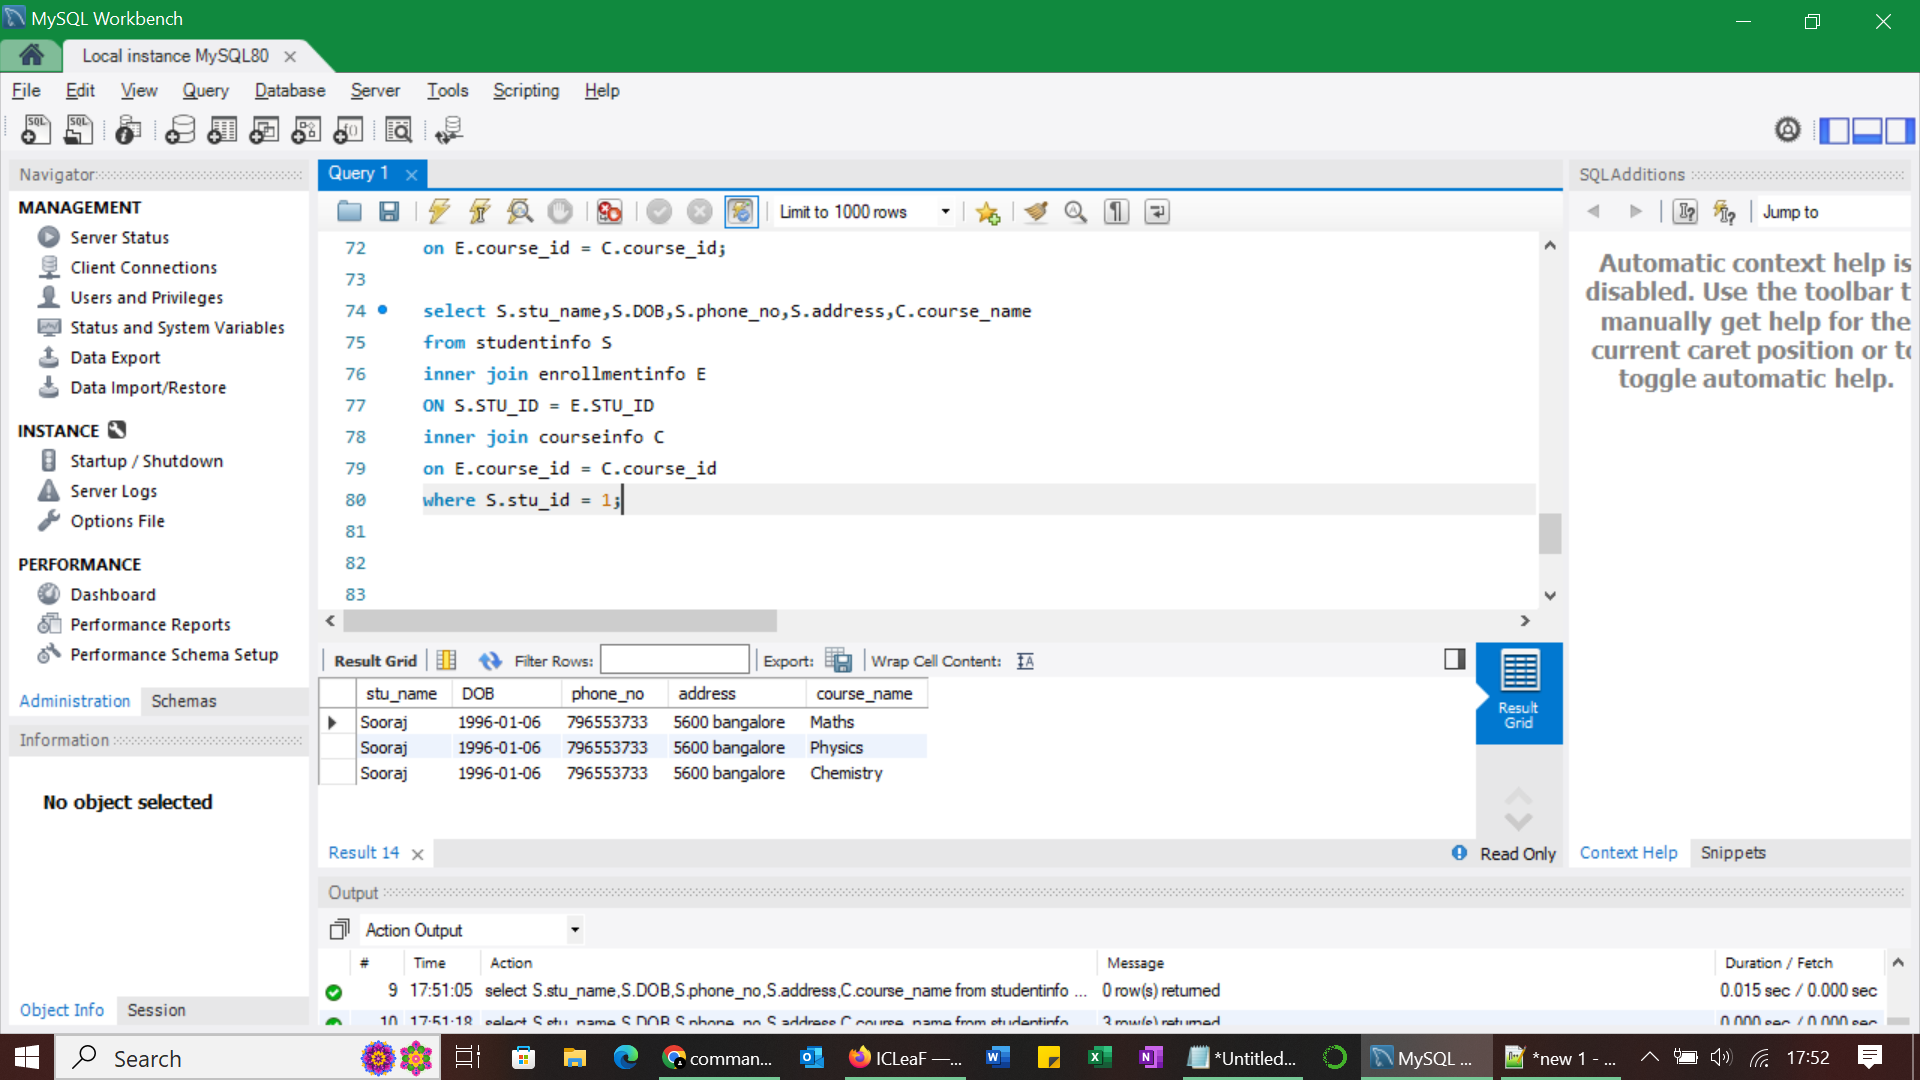 MySQL Workbench
Local instance MySQL80
File Edit View Query Database Server Tools Scripting Help
Navigator
MANAGEMENT
Server Status
Client Connections
Users and Privileges
Status and System Variables
Data Export
Data Import/Restore
INSTANCE
Startup / Shutdown
Server Logs
Options File
PERFORMANCE
Dashboard
Performance Reports
Performance Schema Setup
Administration Schemas
Information
No object selected
Object Info Session
Query 1
Limit to 1000 rows
72 on E.course_id = C.course_id;
73
74 select S.stu_name,S.DOB,S.phone_no,S.address,C.course_name
75 from studentinfo S
76 inner join enrollmentinfo E
77 ON S.STU_ID = E.STU_ID
78 inner join courseinfo C
79 on E.course_id = C.course_id
80 where S.stu_id = 1;
81
82
83
Result Grid Filter Rows: Export: Wrap Cell Content:
stu_name DOB phone_no address course_name
Sooraj 1996-01-06 796553733 5600 bangalore Maths
Sooraj 1996-01-06 796553733 5600 bangalore Physics
Sooraj 1996-01-06 796553733 5600 bangalore Chemistry
Result Grid
Result 14
Read Only
SQLAdditions
Jump to
Automatic context help is
disabled. Use the toolbar t
manually get help for the
current caret position or to
toggle automatic help.
Context Help Snippets
Output
Action Output
# Time Action Message Duration / Fetch
9 17:51:05 select S.stu_name,S.DOB,S.phone_no,S.address,C.course_name from studentinfo ... 0 row(s) returned 0.015 sec / 0.000 sec
10 17:51:18 select S.stu_name,S.DOB,S.phone_no,S.address,C.course_name from studentinfo 3 row(s) returned 0.000 sec / 0.000 sec
Search
comman...
ICLeaF —...
*Untitled...
MySQL ...
*new 1 - ...
17:52